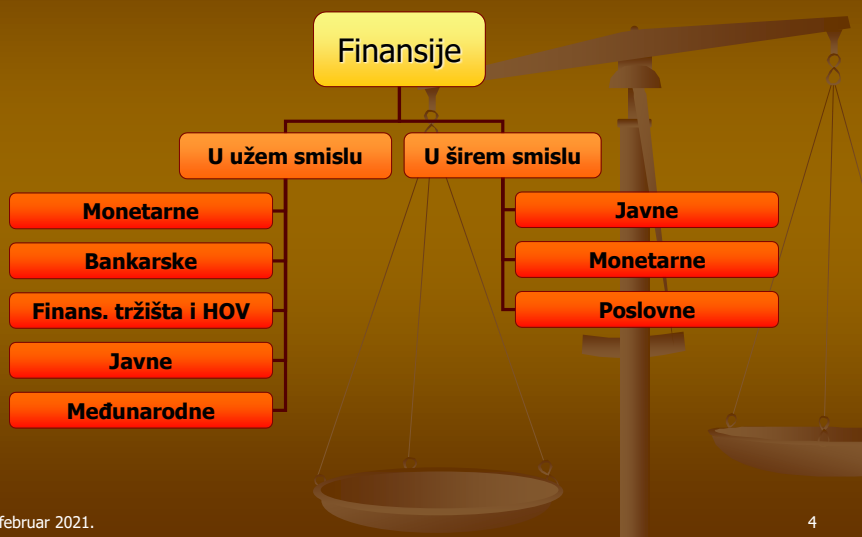 Finansije
U užem smislu
U širem smislu
Monetarne
Bankarske
Finans. tržišta i HOV
Javne
Međunarodne
Javne
Monetarne
Poslovne
februar 2021.
4